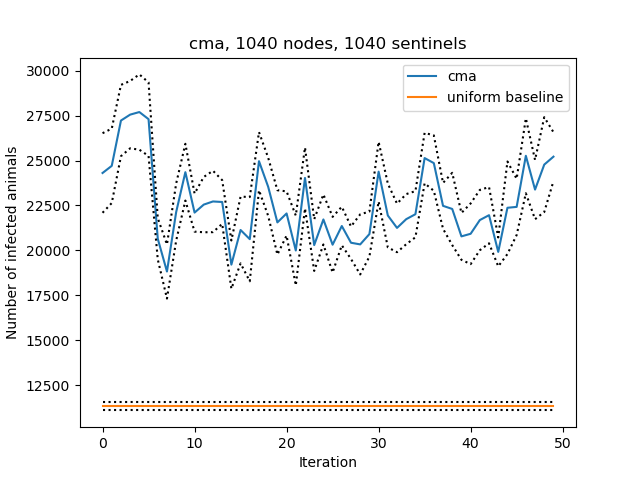 cma, 1040 nodes, 1040 sentinels
cma
uniform baseline
Number of infected animals
30000
27500
25000
22500
20000
17500
15000
12500
0 10 20 30 40 50
Iteration